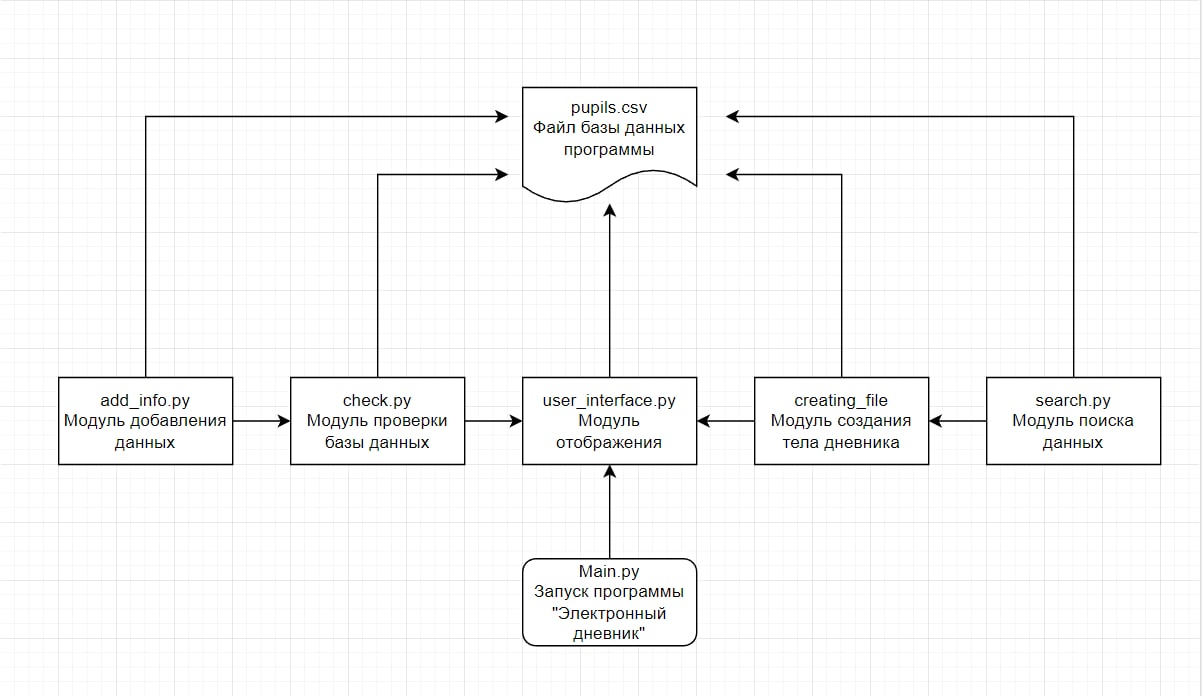 pupils.csv
Файл базы данных
программы
add_info.py
Модуль добавления
данных
check.py
Модуль проверки
базы данных
user_interface.py
Модуль
отображения
creating_file
Модуль создания
тела дневника
search.py
Модуль поиска
данных
Main.py
Запуск программы
"Электронный
дневник"